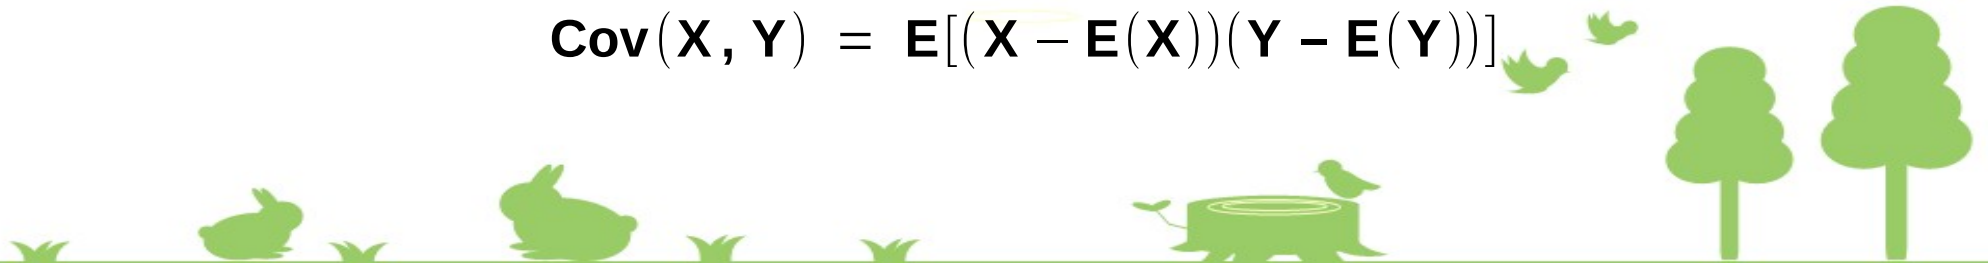 Cov(X, Y) = E[(X − E(X))(Y – E(Y))]